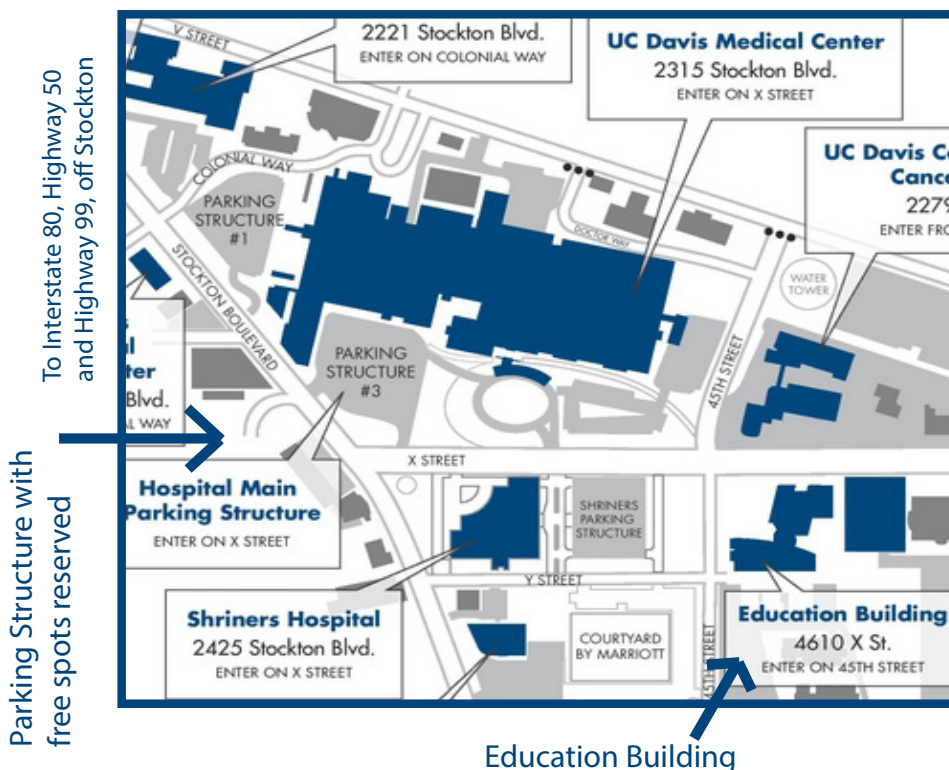 To Interstate 80, Highway 50
and Highway 99, off Stockton
Parking Structure with
free spots reserved
V STREET
2221 Stockton Blvd.
ENTER ON COLONIAL WAY
UC Davis Medical Center
2315 Stockton Blvd.
ENTER ON X STREET
UC Davis C
Cance
2279
ENTER FRO
COLONIAL WAY
PARKING
STRUCTURE
#1
DOCTOR WAY
WATER
TOWER
STOCKTON BOULEVARD
s
al
ter
Blvd.
AL WAY
PARKING
STRUCTURE
#3
45TH STREET
X STREET
Hospital Main
Parking Structure
ENTER ON X STREET
SHRINERS
PARKING
STRUCTURE
Y STREET
Shriners Hospital
2425 Stockton Blvd.
ENTER ON X STREET
COURTYARD
BY MARRIOTT
45TH STREET
Education Building
4610 X St.
ENTER ON 45TH STREET
Education Building